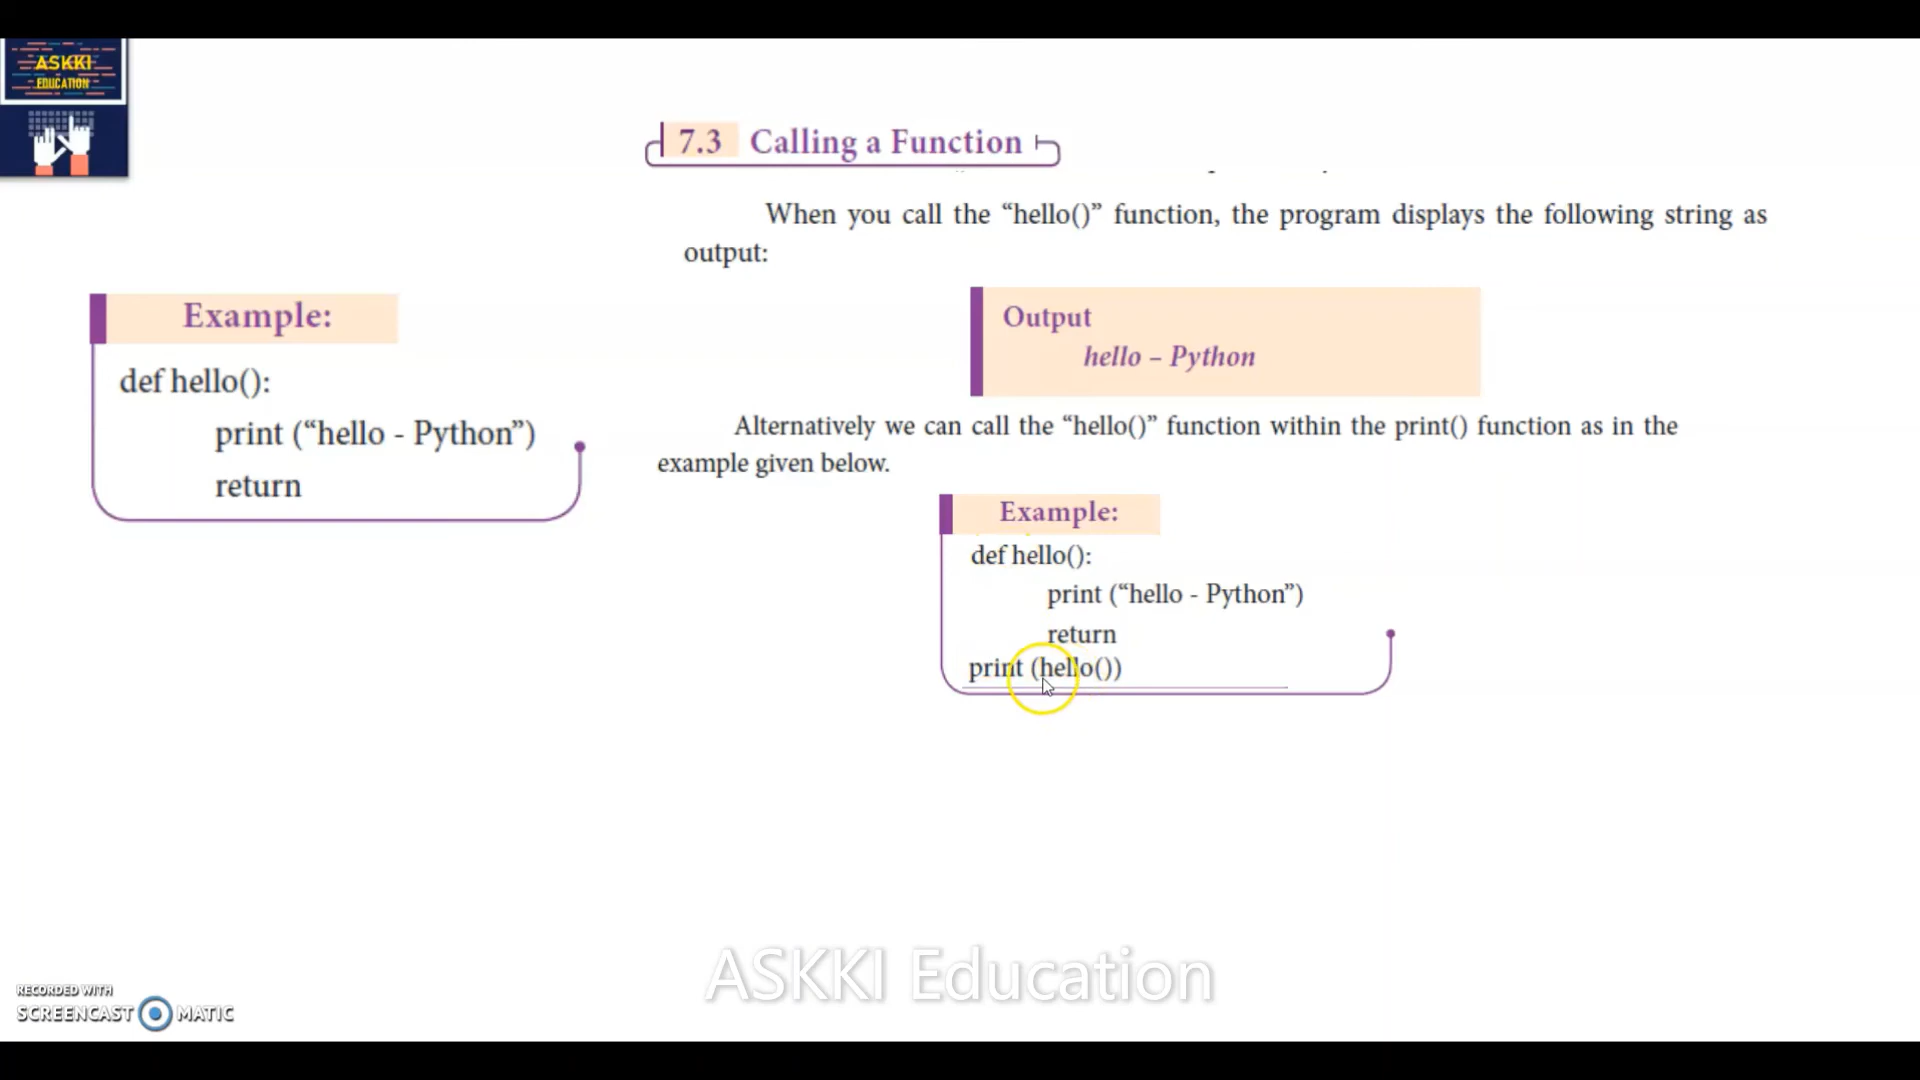 ASKKI
EDUCATION
7.3 Calling a Function
When you call the “hello()” function, the program displays the following string as
output:
Output
hello – Python
Example:
def hello():
print (“hello - Python”)
return
Alternatively we can call the “hello()” function within the print() function as in the
example given below.
Example:
def hello():
print (“hello - Python”)
return
print (hello())
ASKKI Education
RECORDED WITH
SCREENCAST MATIC